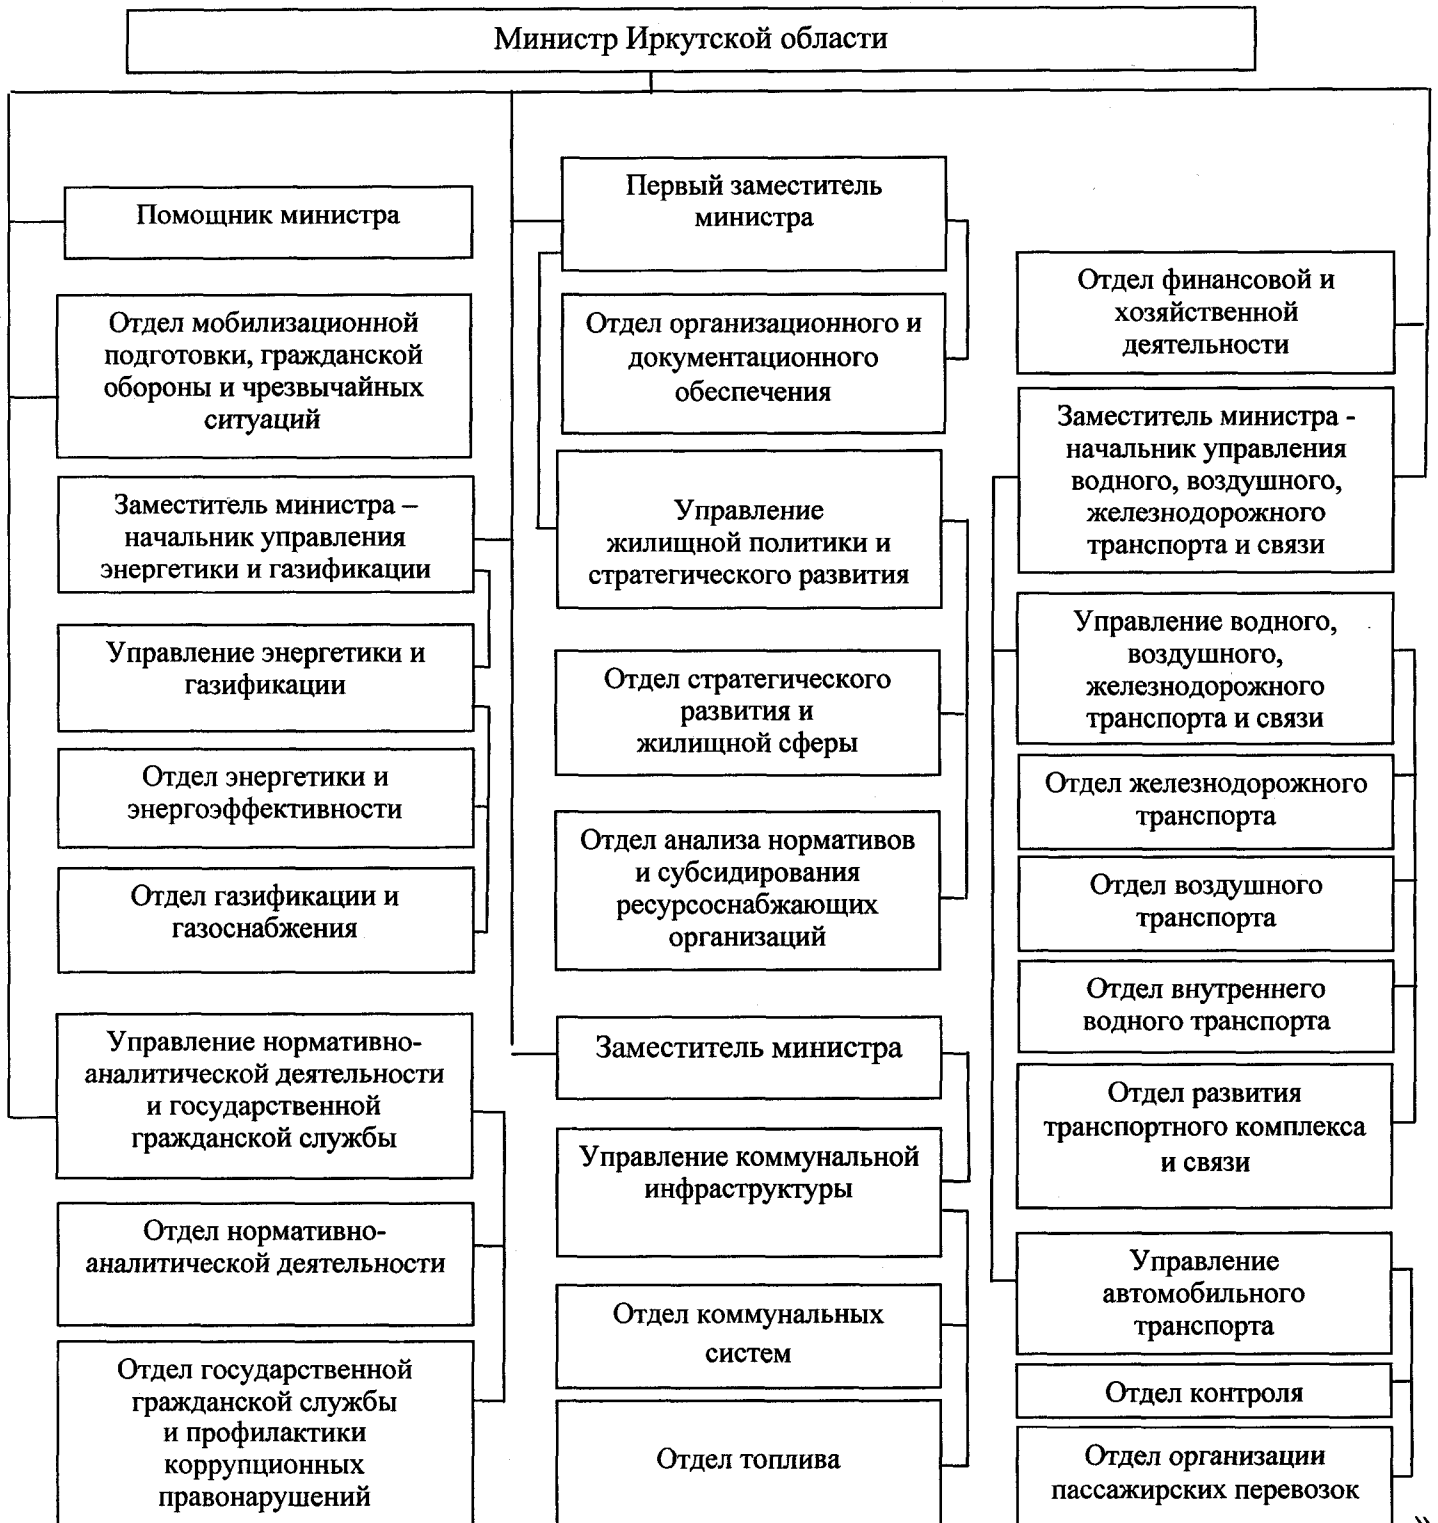 Министр Иркутской области
Помощник министра
Отдел мобилизационной
подготовки, гражданской
обороны и чрезвычайных
ситуаций
Заместитель министра –
начальник управления
энергетики и газификации
Управление энергетики и
газификации
Отдел энергетики и
энергоэффективности
Отдел газификации и
газоснабжения
Управление нормативно-
аналитической деятельности
и государственной
гражданской службы
Отдел нормативно-
аналитической деятельности
Отдел государственной
гражданской службы
и профилактики
коррупционных
правонарушений
Первый заместитель
министра
Отдел организационного и
документационного
обеспечения
Управление
жилищной политики и
стратегического развития
Отдел стратегического
развития и
жилищной сферы
Отдел анализа нормативов
и субсидирования
ресурсоснабжающих
организаций
Заместитель министра
Управление коммунальной
инфраструктуры
Отдел коммунальных
систем
Отдел топлива
Отдел финансовой и
хозяйственной
деятельности
Заместитель министра -
начальник управления
водного, воздушного,
железнодорожного
транспорта и связи
Управление водного,
воздушного,
железнодорожного
транспорта и связи
Отдел железнодорожного
транспорта
Отдел воздушного
транспорта
Отдел внутреннего
водного транспорта
Отдел развития
транспортного комплекса
и связи
Управление
автомобильного
транспорта
Отдел контроля
Отдел организации
пассажирских перевозок
»